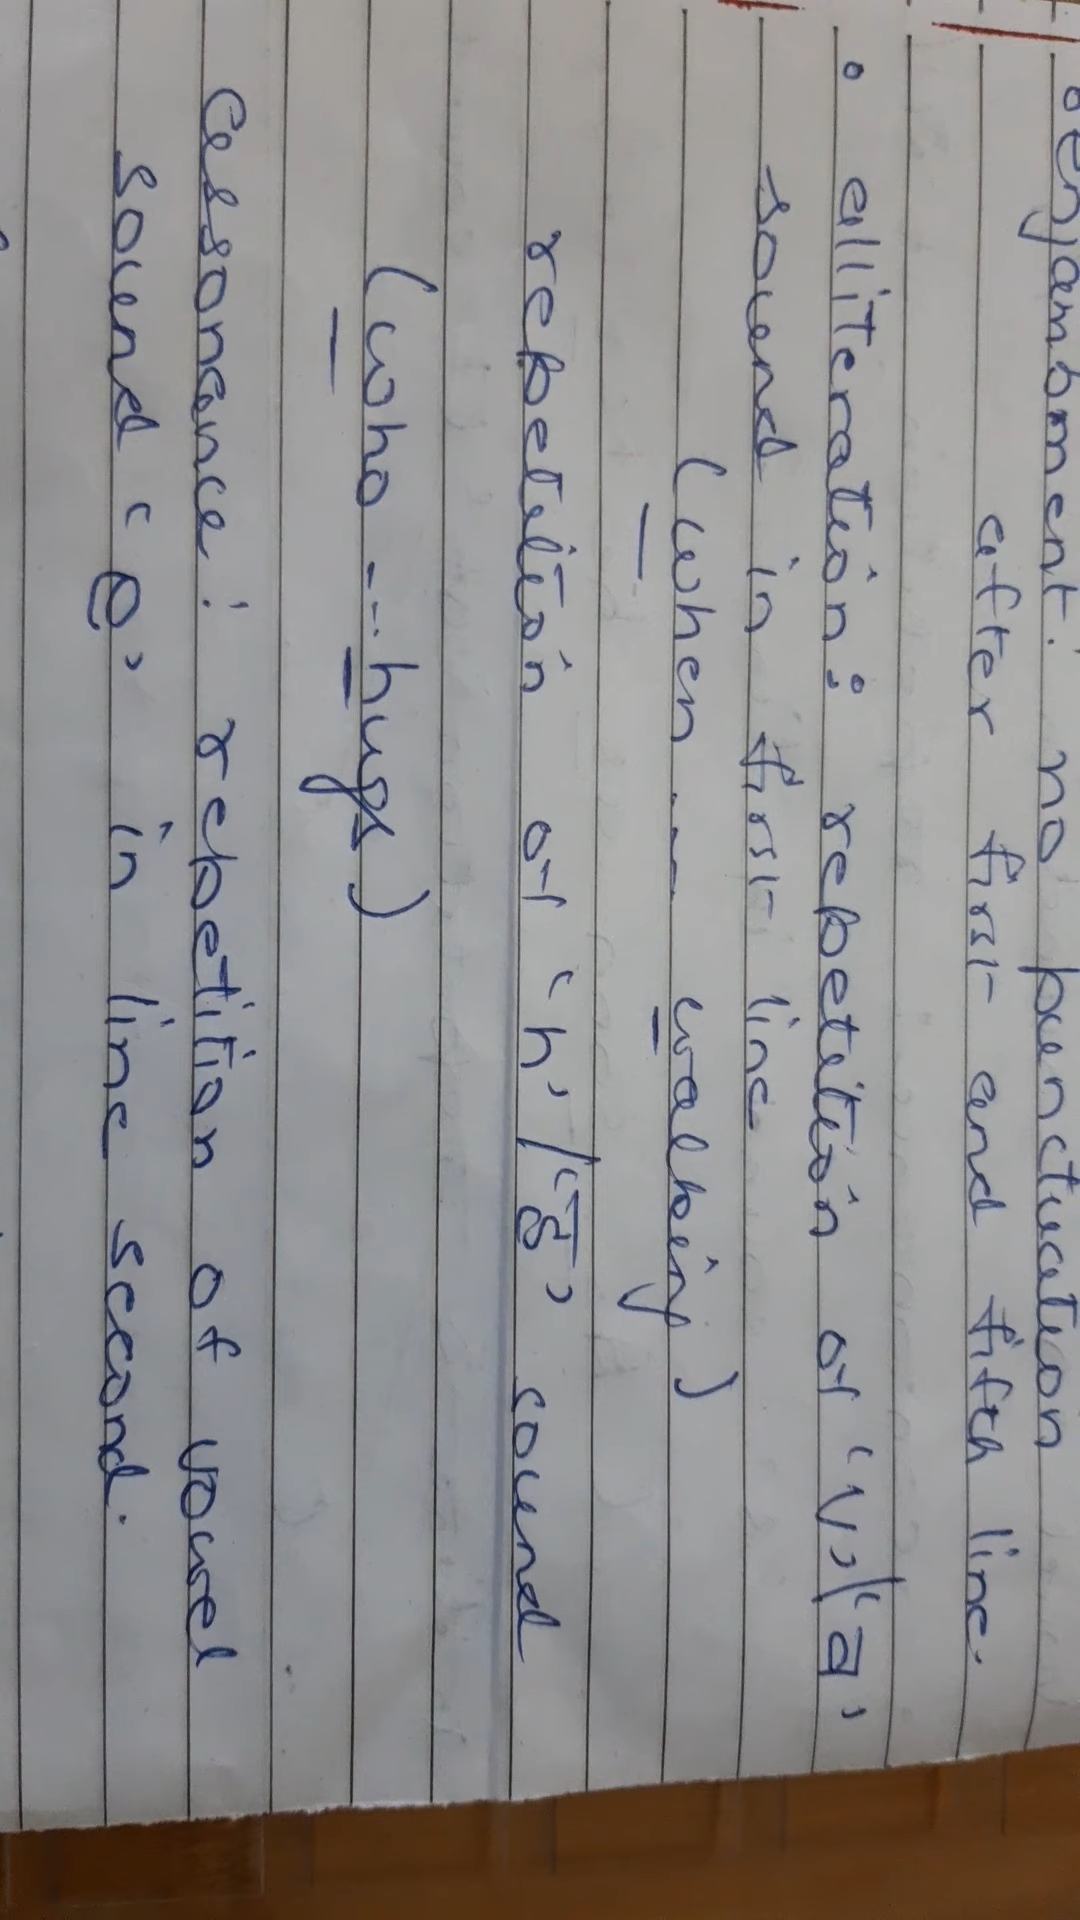 • enjambment: no punctuation
after first and fifth line.
• alliteration: repetition of 'V'/'व'
sound in first line
(when .... walking)
repetition of 'h'/'ह' sound
(who ... hugs)
assonance: repetition of vowel
sound 'e' in line second.